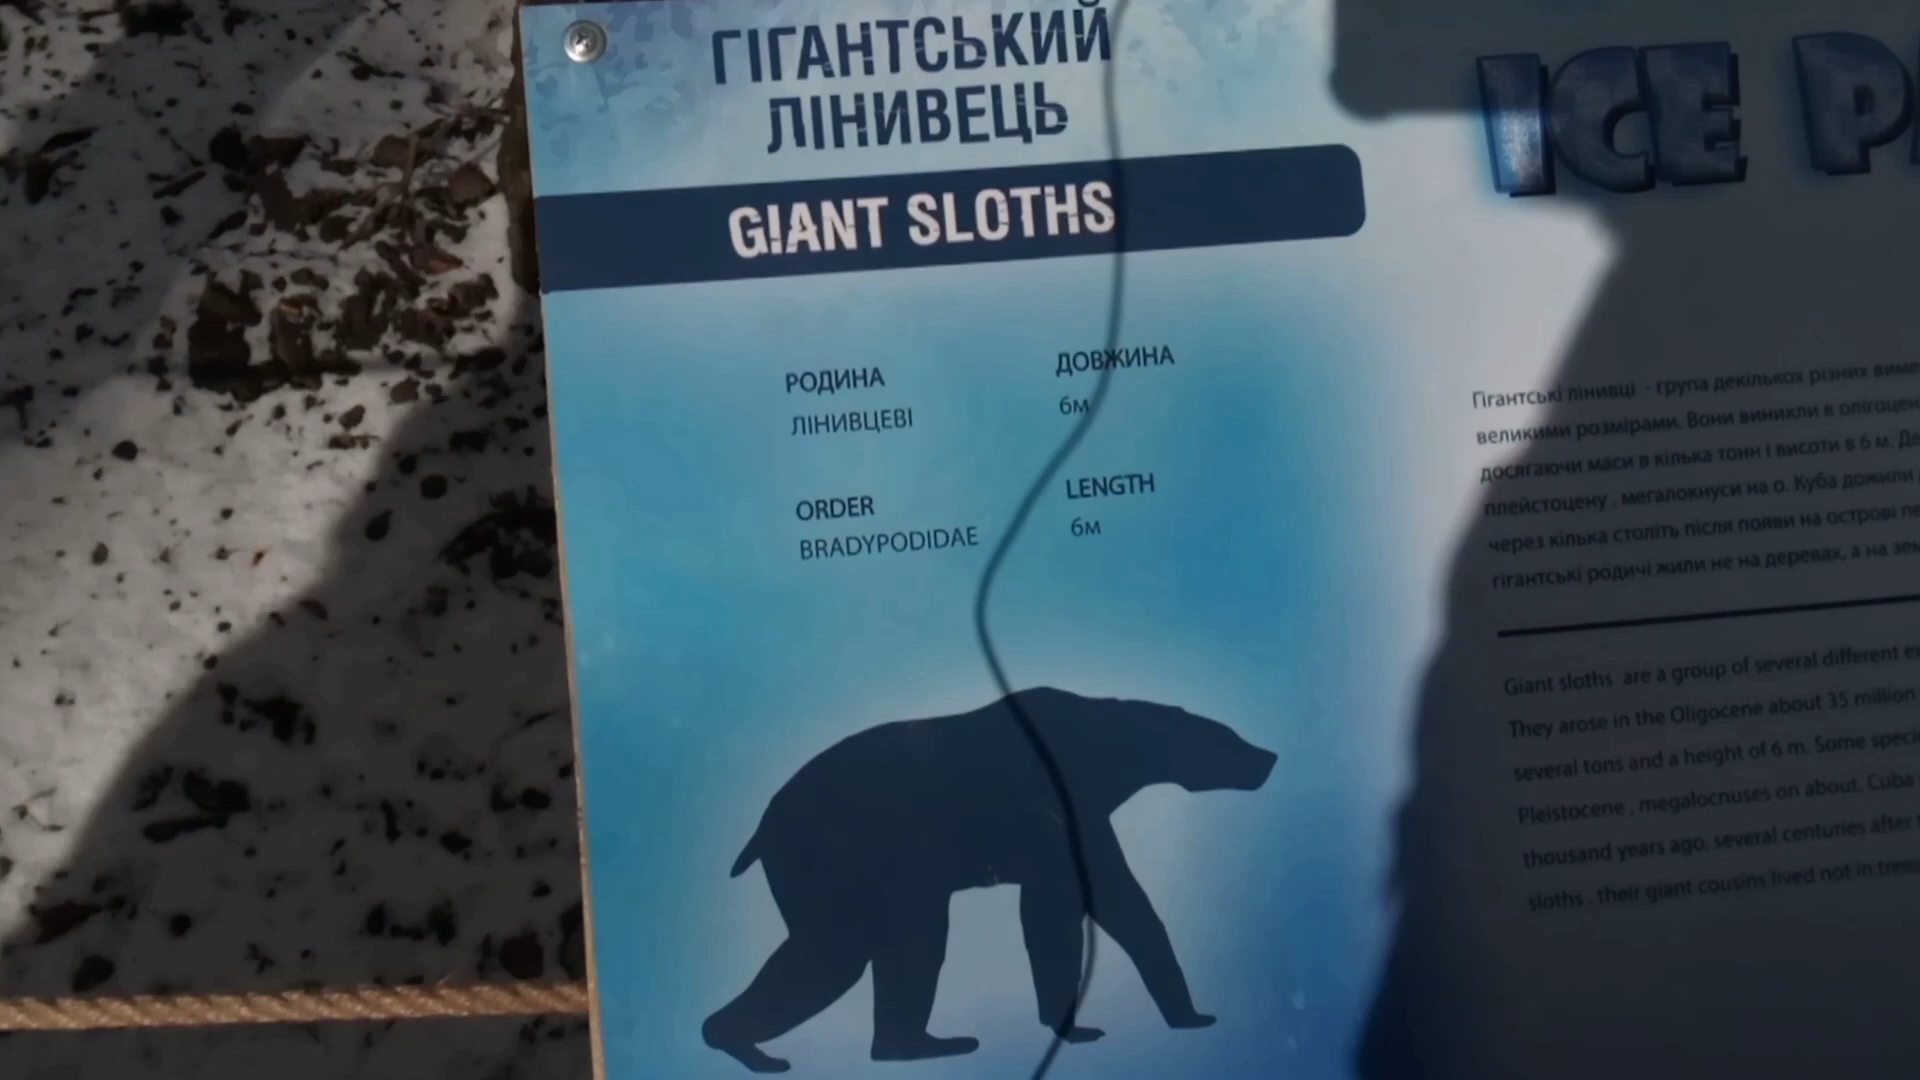 ГІГАНТСЬКИЙ
ЛІНИВЕЦЬ
GIANT SLOTHS
РОДИНА
ЛІНИВЦЕВІ
ДОВЖИНА
6м
ORDER
BRADYPODIDAE
LENGTH
6м
ICE
Гігантські лінивці - група декількох різних
великими розмірами. Вони виникли в олігоцені
досягаючи маси в кілька тонн і висоти в 6 м.
плейстоцену , мегалокнуси на о. Куба дожили
через кілька століть після появи на острові
гігантські родичі жили не на деревах, а на
Giant sloths are a group of several different
They arose in the Oligocene about 35 million
several tons and a height of 6 m. Some
Pleistocene , megalocnuses on about. Cuba
thousand years ago, several centuries after
sloths , their giant cousins lived not in